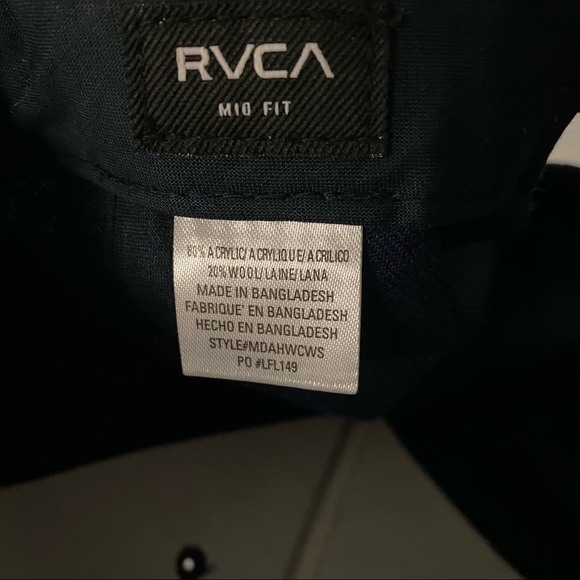 RVCA
MID FIT
80% ACRYLIC/ACRYLIQUE/ACRILICO
20% WOOL/LAINE/LANA
MADE IN BANGLADESH
FABRIQUE' EN BANGLADESH
HECHO EN BANGLADESH
STYLE#MDAHWCWS
PO #LFL149